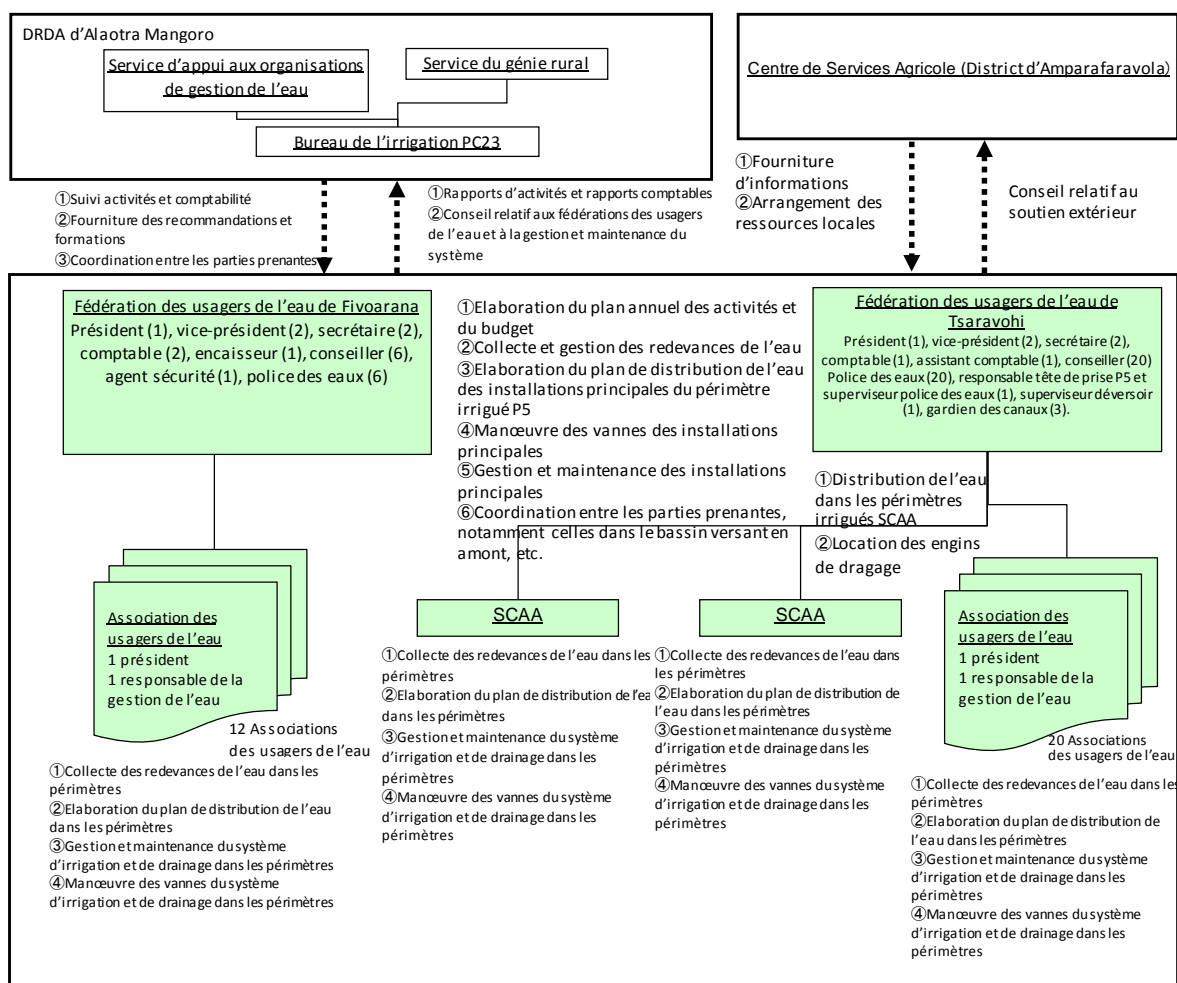 DRDA d'Alaotra Mangoro
Service d'appui aux organisations
de gestion de l'eau
Service du génie rural
Bureau de l'irrigation PC23
Centre de Services Agricole (District d'Amparafaravola)
①Suivi activités et comptabilité
②Fourniture des recommandations et
formations
③Coordination entre les parties prenantes
①Rapports d'activités et rapports comptables
②Conseil relatif aux fédérations des usagers
de l'eau et à la gestion et maintenance du
système
①Fourniture
d'informations
②Arrangement des
ressources locales
Conseil relatif au
soutien extérieur
Fédération des usagers de l'eau de Fivoarana
Président (1), vice-président (2), secrétaire (2),
comptable (2), encaisseur (1), conseiller (6),
agent sécurité (1), police des eaux (6)
①Elaboration du plan annuel des activités et
du budget
②Collecte et gestion des redevances de l'eau
③Elaboration du plan de distribution de l'eau
des installations principales du périmètre
irrigué P5
④Manœuvre des vannes des installations
principales
⑤Gestion et maintenance des installations
principales
⑥Coordination entre les parties prenantes,
notamment celles dans le bassin versant en
amont, etc.
Fédération des usagers de l'eau de
Tsaravohi
Président (1), vice-président (2), secrétaire (2),
comptable (1), assistant comptable (1), conseiller (20)
Police des eaux (20), responsable tête de prise P5 et
superviseur police des eaux (1), superviseur déversoir
(1), gardien des canaux (3).
①Distribution de l'eau
dans les périmètres
irrigués SCAA
②Location des engins
de dragage
Association des
usagers de l'eau
1 président
1 responsable de la
gestion de l'eau
12 Associations
des usagers de l'eau
①Collecte des redevances de l'eau dans les
périmètres
②Elaboration du plan de distribution de l'eau
dans les périmètres
③Gestion et maintenance du système
d'irrigation et de drainage dans les périmètres
④Manœuvre des vannes du système
d'irrigation et de drainage dans les périmètres
SCAA
①Collecte des redevances de l'eau dans les
périmètres
②Elaboration du plan de distribution de l'ea
dans les périmètres
③Gestion et maintenance du système
d'irrigation et de drainage dans les
périmètres
④Manœuvre des vannes du système
d'irrigation et de drainage dans les
périmètres
SCAA
①Collecte des redevances de l'eau dans
les périmètres
②Elaboration du plan de distribution de
l'eau dans les périmètres
③Gestion et maintenance du système
d'irrigation et de drainage dans les
périmètres
④Manœuvre des vannes du système
d'irrigation et de drainage dans les
périmètres
Association des
usagers de l'eau
1 président
1 responsable de la
gestion de l'eau
20 Associations
des usagers de l'eau
①Collecte des redevances de l'eau dans les
périmètres
②Elaboration du plan de distribution de
l'eau dans les périmètres
③Gestion et maintenance du système
d'irrigation et de drainage dans les
périmètres
④Manœuvre des vannes du système
d'irrigation et de drainage dans les
périmètres